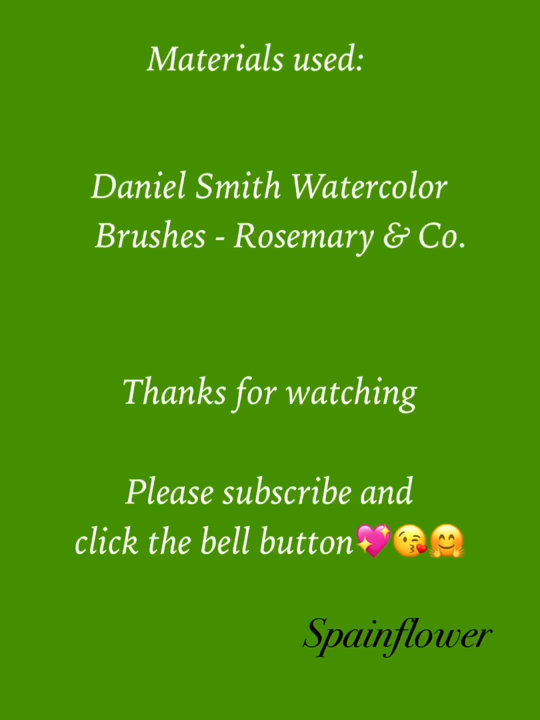 Materials used:
Daniel Smith Watercolor
Brushes - Rosemary & Co.
Thanks for watching
Please subscribe and
click the bell button💖😘🤗
Spainflower